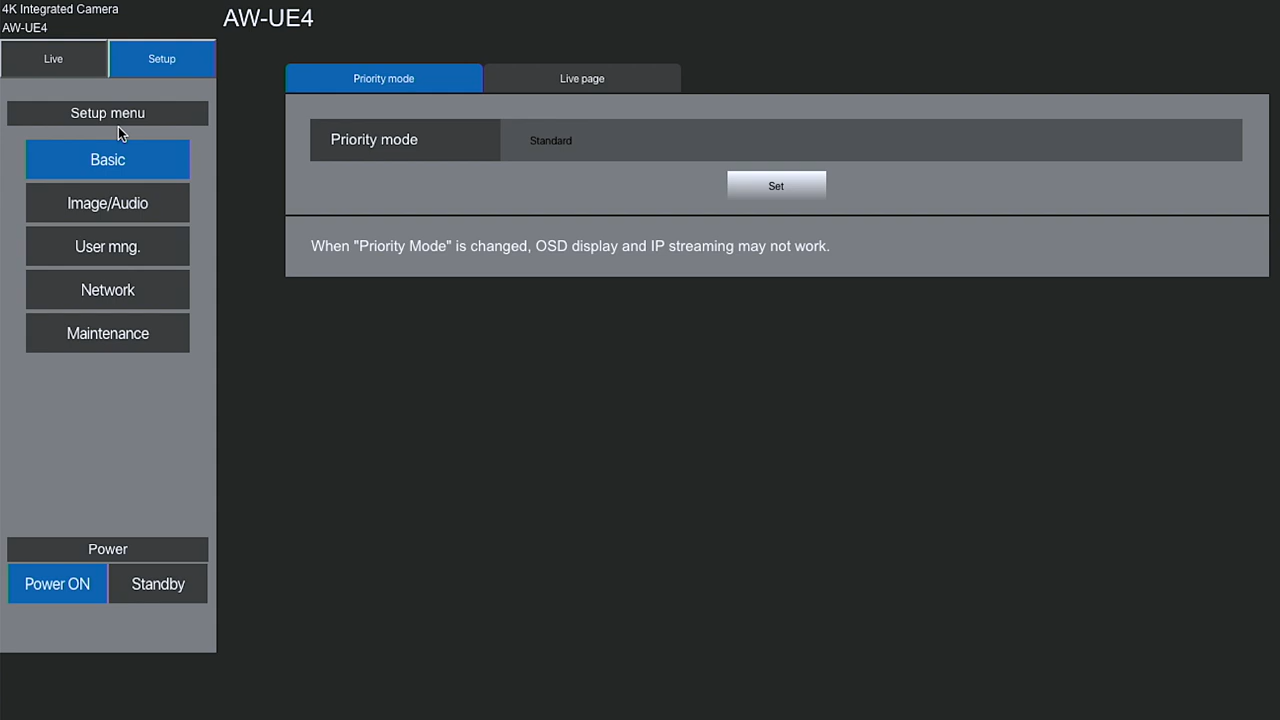 4K Integrated Camera
AW-UE4
AW-UE4
Live
Setup
Setup menu
Basic
Image/Audio
User mng.
Network
Maintenance
Power
Power ON
Standby
Priority mode
Live page
Priority mode
Standard
Set
When "Priority Mode" is changed, OSD display and IP streaming may not work.